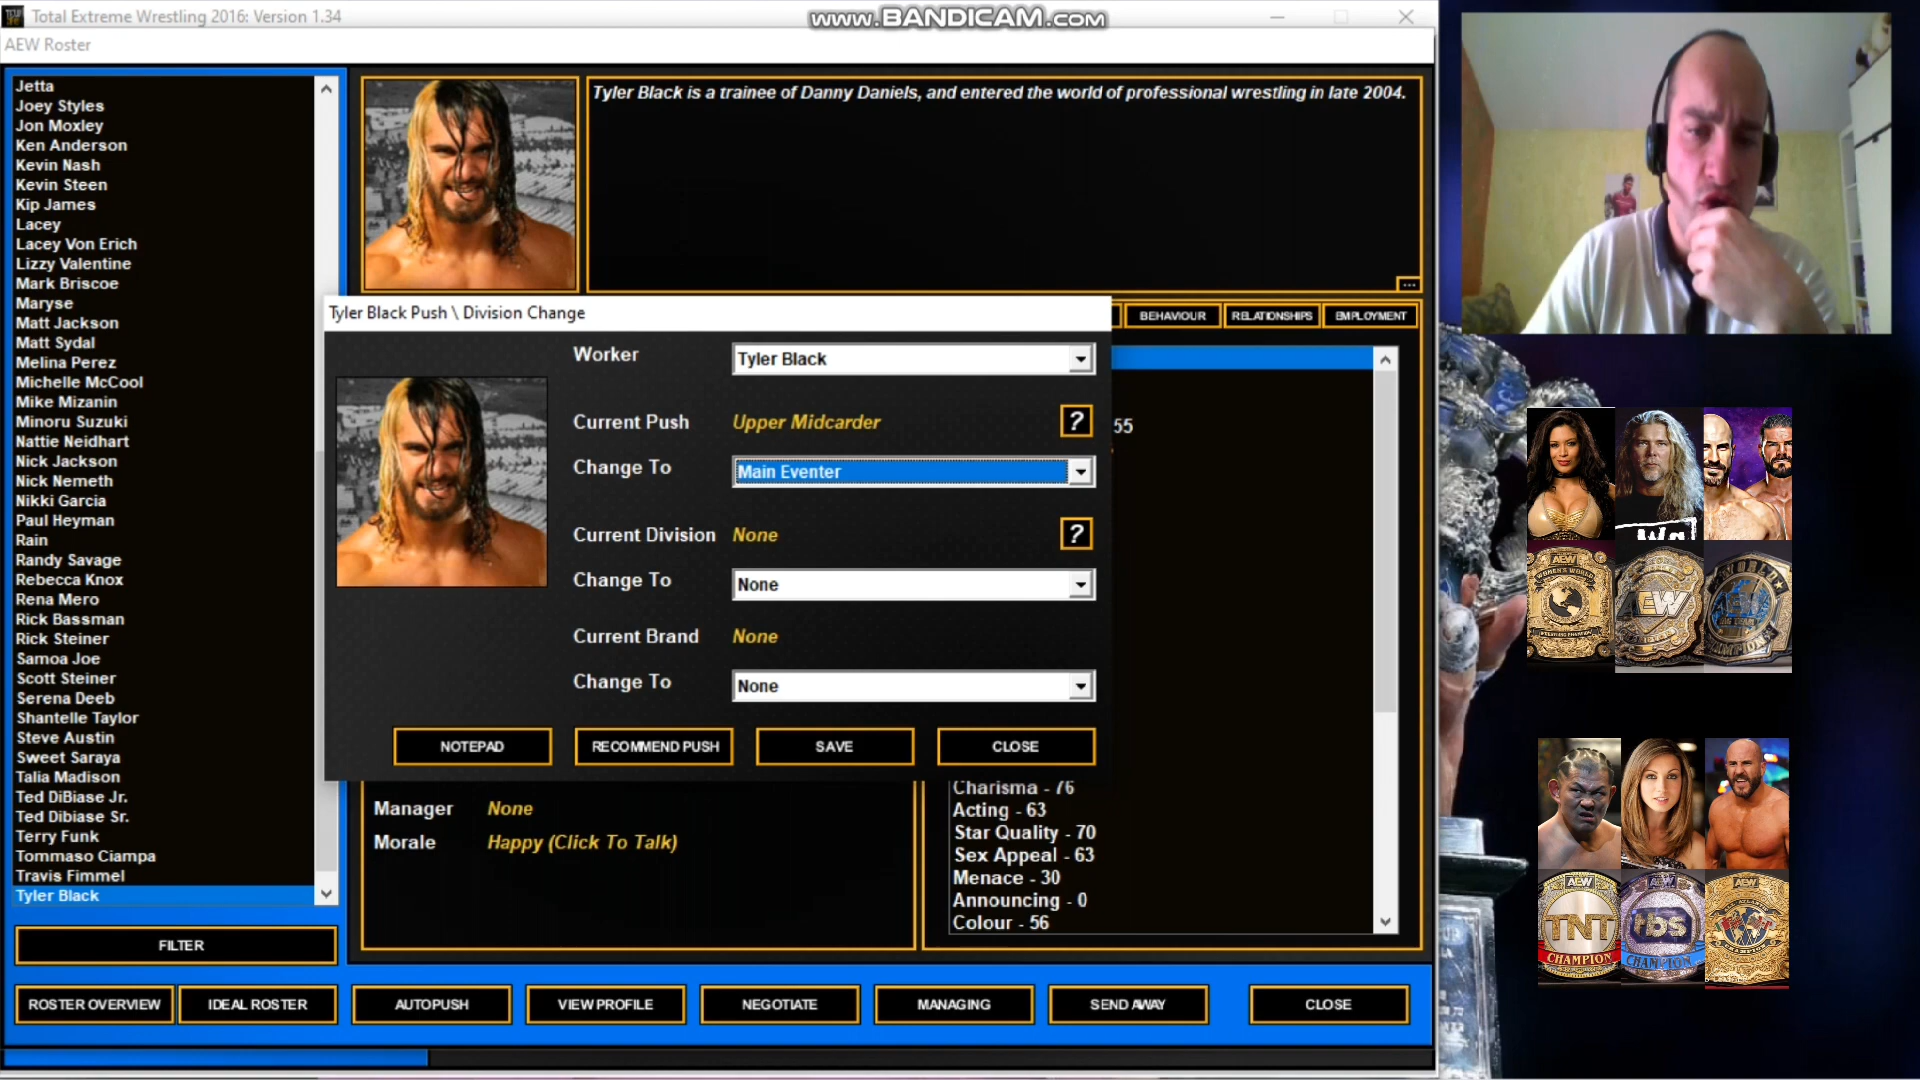 Total Extreme Wrestling 2016: Version 1.34
www.BANDICAM.com
AEW Roster
Jetta
Joey Styles
Jon Moxley
Ken Anderson
Kevin Nash
Kevin Steen
Kip James
Lacey
Lacey Von Erich
Lizzy Valentine
Mark Briscoe
Maryse
Matt Jackson
Matt Sydal
Melina Perez
Michelle McCool
Mike Mizanin
Minoru Suzuki
Nattie Neidhart
Nick Jackson
Nick Nemeth
Nikki Garcia
Paul Heyman
Rain
Randy Savage
Rebecca Knox
Rena Mero
Rick Bassman
Rick Steiner
Samoa Joe
Scott Steiner
Serena Deeb
Shantelle Taylor
Steve Austin
Sweet Saraya
Talia Madison
Ted DiBiase Jr.
Ted Dibiase Sr.
Terry Funk
Tommaso Ciampa
Travis Fimmel
Tyler Black
FILTER
Tyler Black is a trainee of Danny Daniels, and entered the world of professional wrestling in late 2004.
...
BEHAVIOUR
RELATIONSHIPS
EMPLOYMENT
55
Tyler Black Push \ Division Change
Worker
Tyler Black
Current Push
Upper Midcarder
?
Change To
Main Eventer
Current Division
None
?
Change To
None
Current Brand
None
Change To
None
NOTEPAD
RECOMMEND PUSH
SAVE
CLOSE
Manager
None
Morale
Happy (Click To Talk)
Charisma - 76
Acting - 63
Star Quality - 70
Sex Appeal - 63
Menace - 30
Announcing - 0
Colour - 56
ROSTER OVERVIEW
IDEAL ROSTER
AUTOPUSH
VIEW PROFILE
NEGOTIATE
MANAGING
SEND AWAY
CLOSE
AEW
WOMEN'S WORLD
AEW
WORLD
AEW
TNT
CHAMPION
AEW
tbs
CHAMPION
AEW